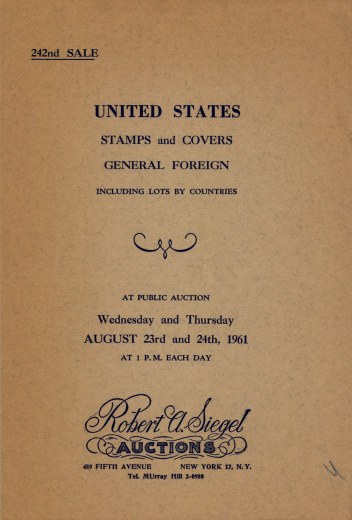 242nd SALE
UNITED STATES
STAMPS and COVERS
GENERAL FOREIGN
INCLUDING LOTS BY COUNTRIES
AT PUBLIC AUCTION
Wednesday and Thursday
AUGUST 23rd and 24th, 1961
AT 1 P.M. EACH DAY
Robert A. Siegel
AUCTIONS
489 FIFTH AVENUE NEW YORK 17, N.Y.
Tel. MUrray Hill 2-0980